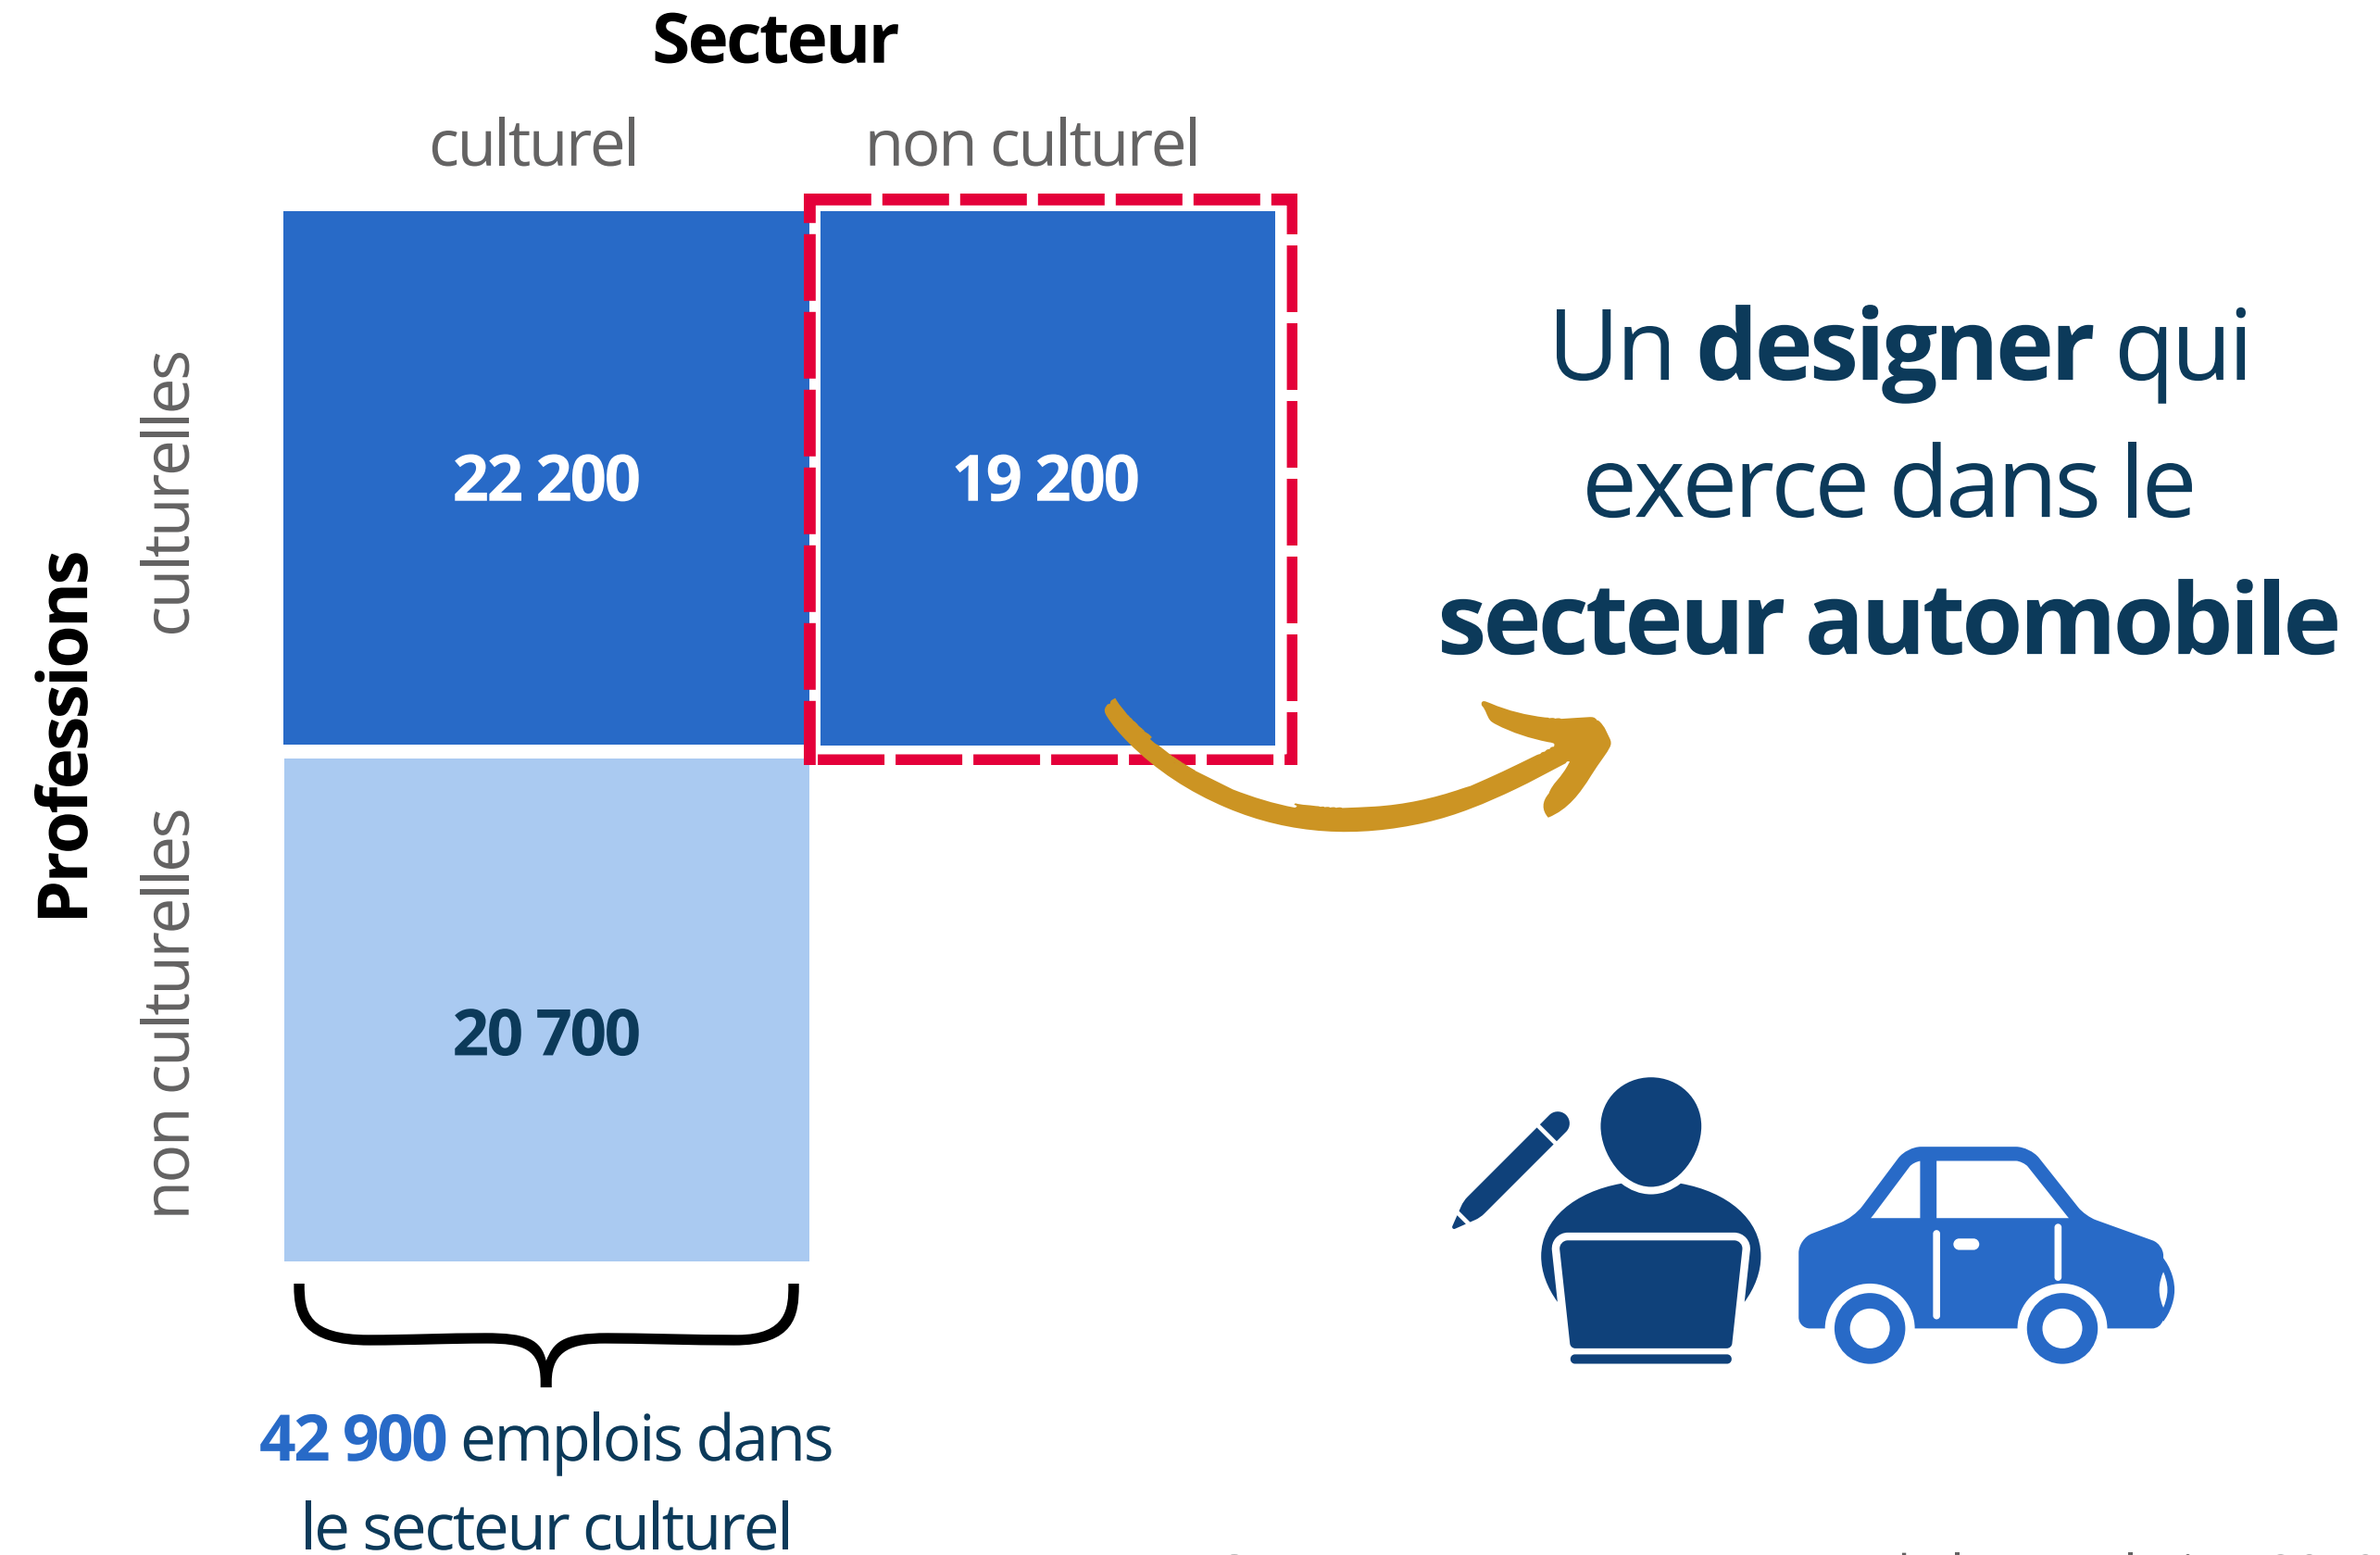 Secteur
culturel
non culturel
Professions
culturelles
22 200
19 200
Un designer qui
exerce dans le
secteur automobile
non culturelles
20 700
42 900 emplois dans
le secteur culturel